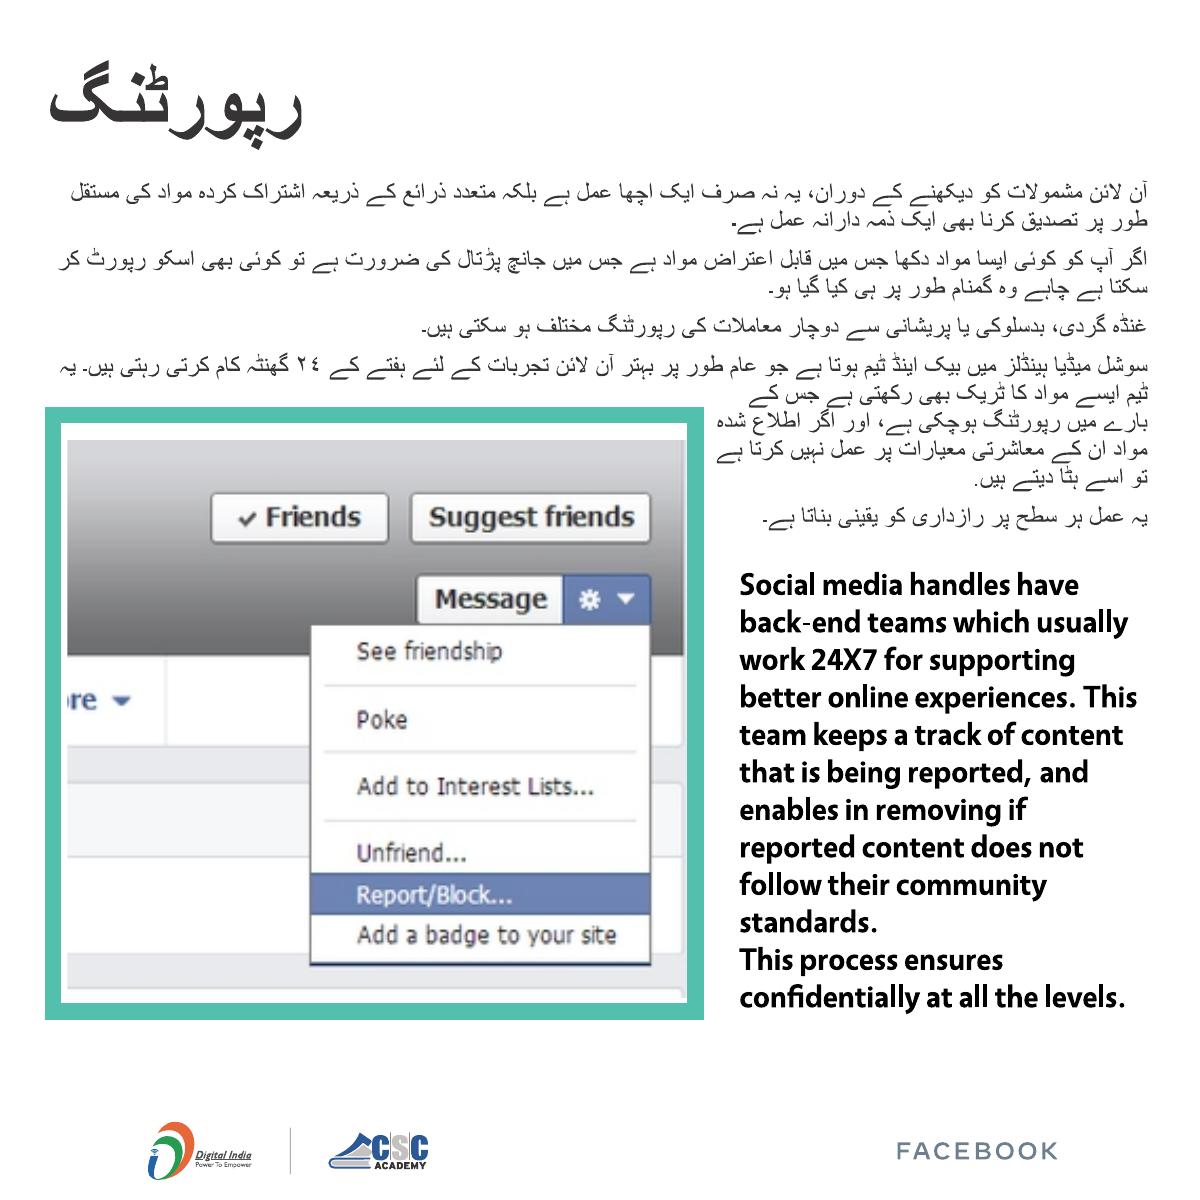 رپورٹنگ
آن لائن مشمولات کو دیکھنے کے دوران، یہ نہ صرف ایک اچھا عمل ہے بلکہ متعدد ذرائع کے ذریعہ اشتراک کردہ مواد کی مستقل
طور پر تصدیق کرنا بھی ایک ذمہ دارانہ عمل ہے۔
اگر آپ کو کوئی ایسا مواد دکھا جس میں قابل اعتراض مواد ہے جس میں جانچ پڑتال کی ضرورت ہے تو کوئی بھی اسکو رپورٹ کر
سکتا ہے چاہے وہ گمنام طور پر ہی کیا گیا ہو۔
غنڈہ گردی، بدسلوکی یا پریشانی سے دوچار معاملات کی رپورٹنگ مختلف ہو سکتی ہیں۔
سوشل میڈیا ہینڈلز میں بیک اینڈ ٹیم ہوتا ہے جو عام طور پر بہتر آن لائن تجربات کے لئے ہفتے کے ٢٤ گھنٹہ کام کرتی رہتی ہیں۔ یہ
ٹیم ایسے مواد کا ٹریک بھی رکھتی ہے جس کے
بارے میں رپورٹنگ ہوچکی ہے، اور اگر اطلاع شدہ
مواد ان کے معاشرتی معیارات پر عمل نہیں کرتا ہے
تو اسے ہٹا دیتے ہیں.
یہ عمل ہر سطح پر رازداری کو یقینی بناتا ہے۔
✓ Friends
Suggest friends
Message
See friendship
re
Poke
Add to Interest Lists...
Unfriend...
Report/Block...
Add a badge to your site
Social media handles have
back-end teams which usually
work 24X7 for supporting
better online experiences. This
team keeps a track of content
that is being reported, and
enables in removing if
reported content does not
follow their community
standards.
This process ensures
confidentially at all the levels.
Digital India
Power To Empower
CSC
ACADEMY
FACEBOOK